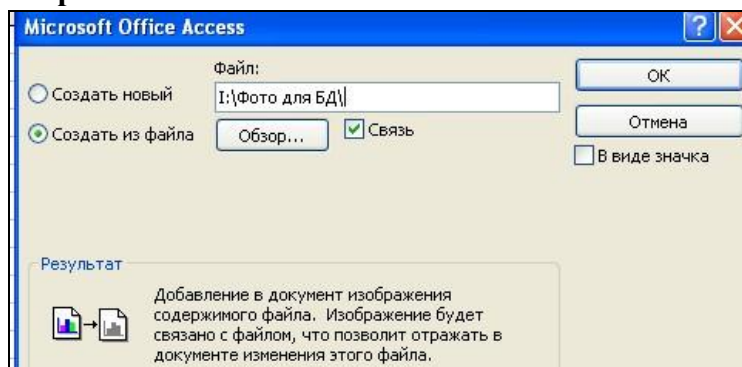 Microsoft Office Access
Файл:
Создать новый
I:\Фото для БД\
ОК
Создать из файла
Обзор...
Связь
Отмена
В виде значка
Результат
Добавление в документ изображения
содержимого файла. Изображение будет
связано с файлом, что позволит отражать в
документе изменения этого файла.